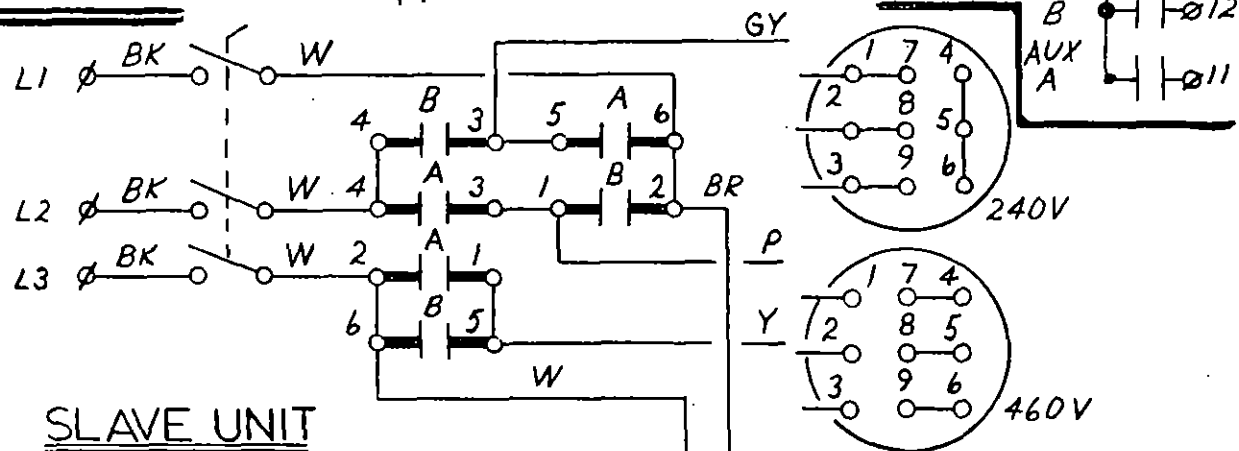 GY
B 12
AUX
A 11
L1 BK W
B A
4 3 5 6
A B
L2 BK W 4 3 1 2 BR
A
L3 BK W 2 1
P
B
6 5 Y
W
1 7 4
2 8 5
3 9 6
240V
1 7 4
2 8 5
3 9 6
460V
SLAVE UNIT